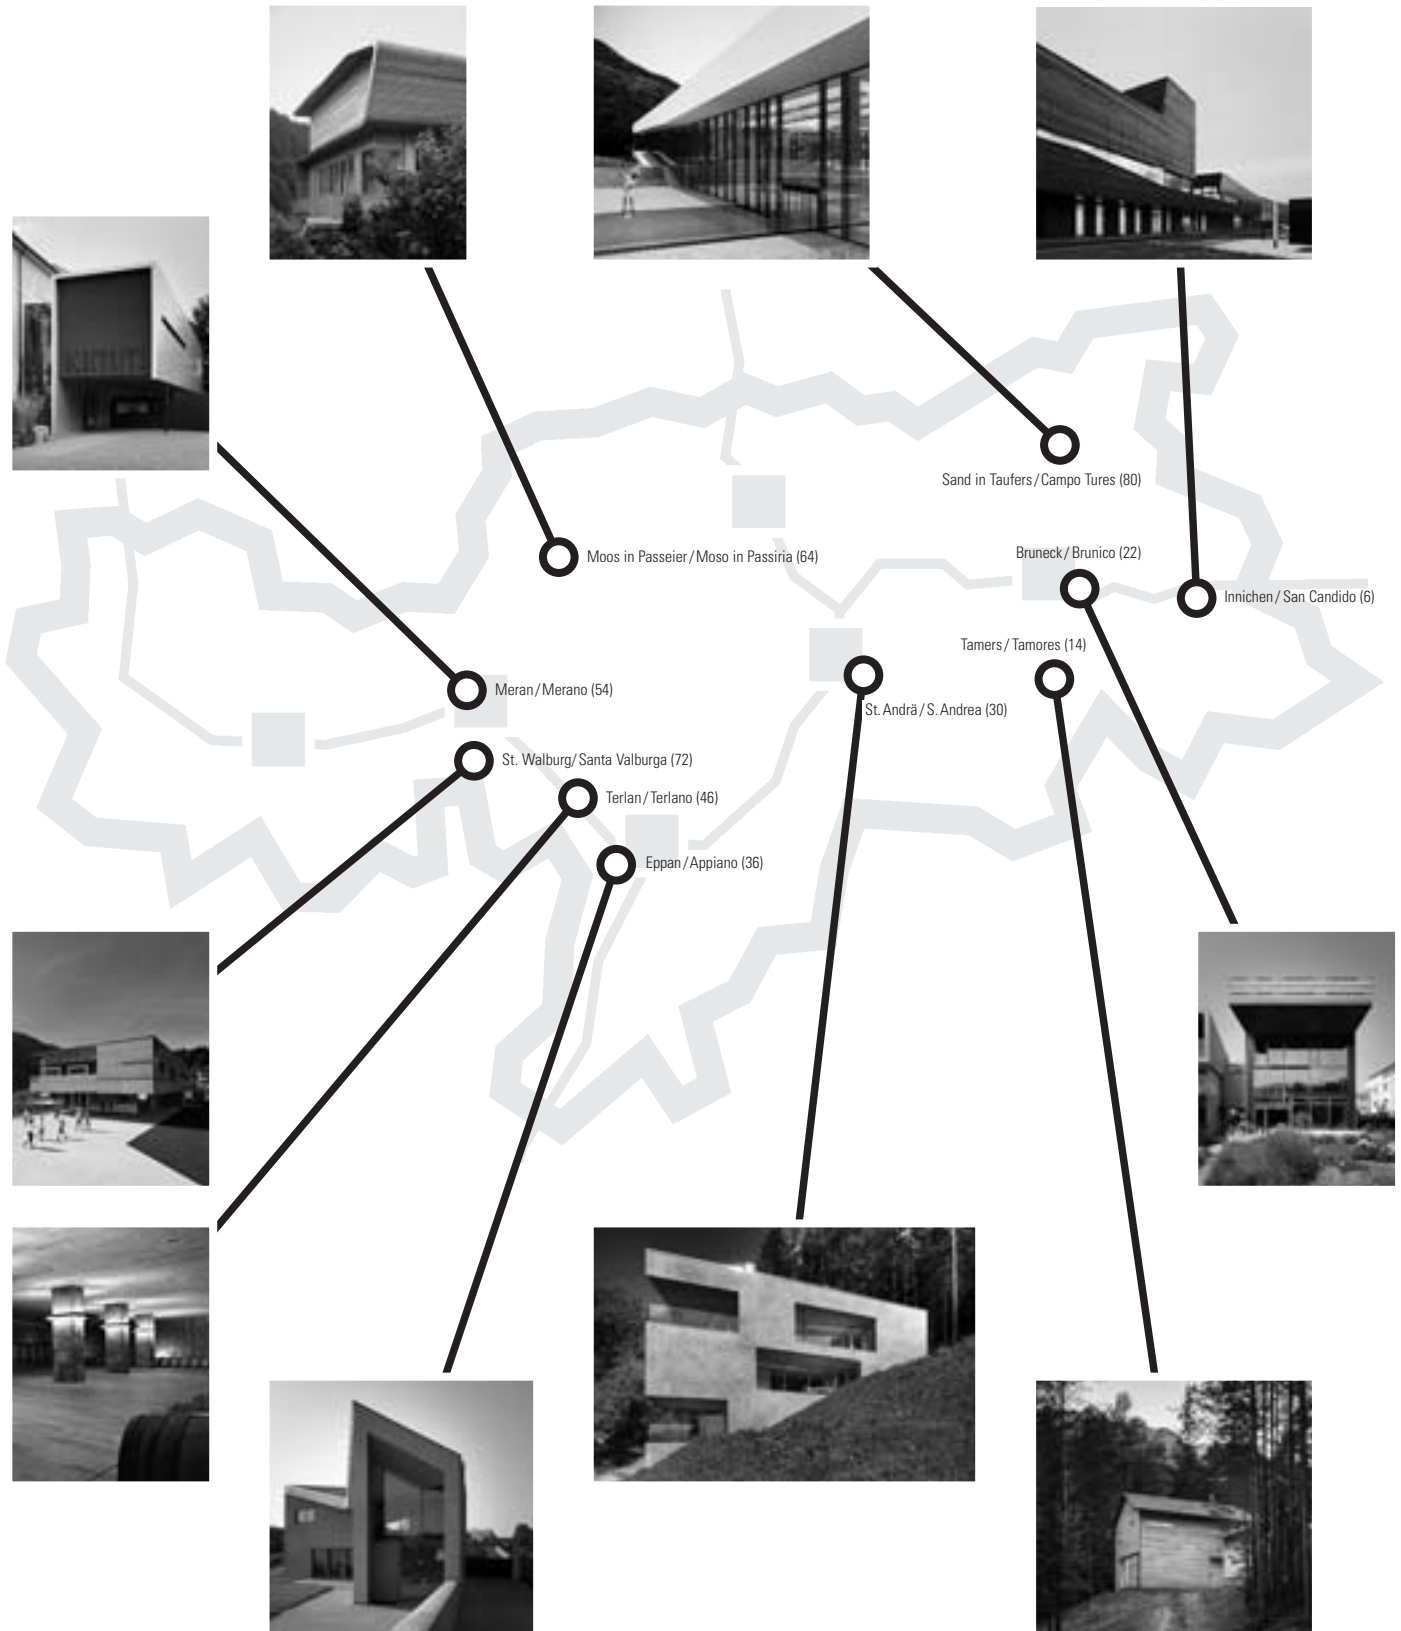 Sand in Taufers / Campo Tures (80)
Bruneck / Brunico (22)
Moos in Passeier / Moso in Passiria (64)
Innichen / San Candido (6)
Tamers / Tamores (14)
Meran / Merano (54)
St. Andrä / S. Andrea (30)
St. Walburg / Santa Valburga (72)
Terlan / Terlano (46)
Eppan / Appiano (36)